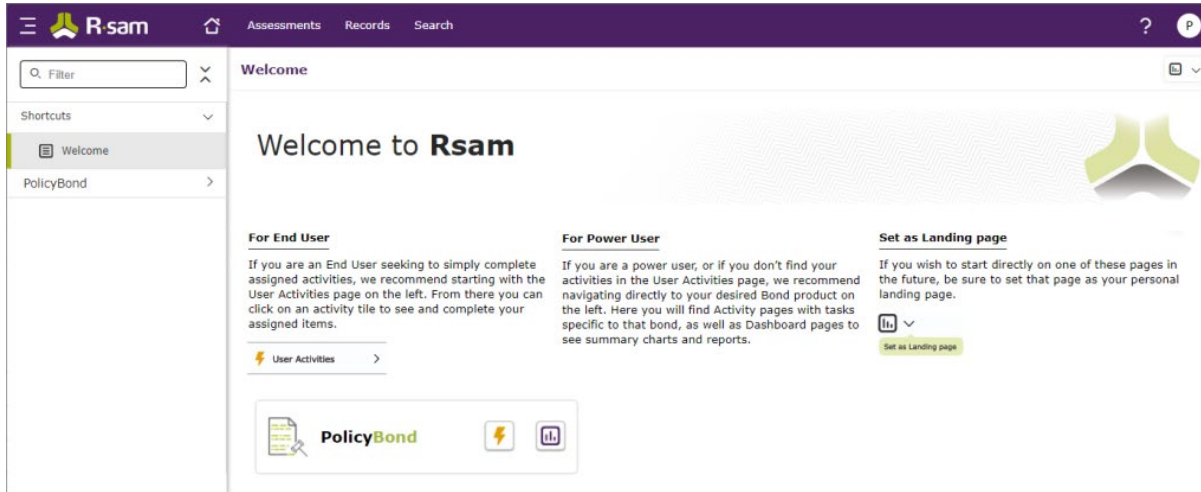 R·sam Assessments Records Search ? P
Filter
Shortcuts
Welcome
PolicyBond
Welcome
Welcome to Rsam
For End User
If you are an End User seeking to simply complete
assigned activities, we recommend starting with the
User Activities page on the left. From there you can
click on an activity tile to see and complete your
assigned items.
User Activities
For Power User
If you are a power user, or if you don't find your
activities in the User Activities page, we recommend
navigating directly to your desired Bond product on
the left. Here you will find Activity pages with tasks
specific to that bond, as well as Dashboard pages to
see summary charts and reports.
Set as Landing page
If you wish to start directly on one of these pages in
the future, be sure to set that page as your personal
landing page.
Set as Landing page
PolicyBond